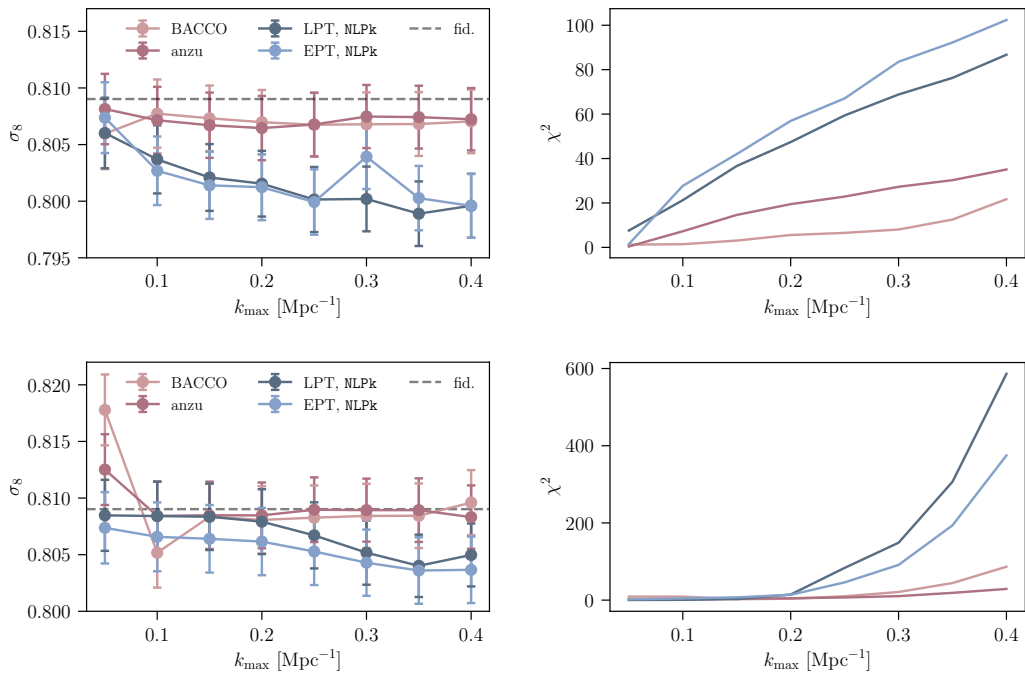 BACCO
anzu
LPT, NLPk
EPT, NLPk
fid.
0.815
0.810
0.805
0.800
0.795
σ8
0.1 0.2 0.3 0.4
kmax [Mpc−1]
100
80
60
40
20
0
χ2
0.1 0.2 0.3 0.4
kmax [Mpc−1]
BACCO
anzu
LPT, NLPk
EPT, NLPk
fid.
0.820
0.815
0.810
0.805
0.800
σ8
0.1 0.2 0.3 0.4
kmax [Mpc−1]
600
400
200
0
χ2
0.1 0.2 0.3 0.4
kmax [Mpc−1]